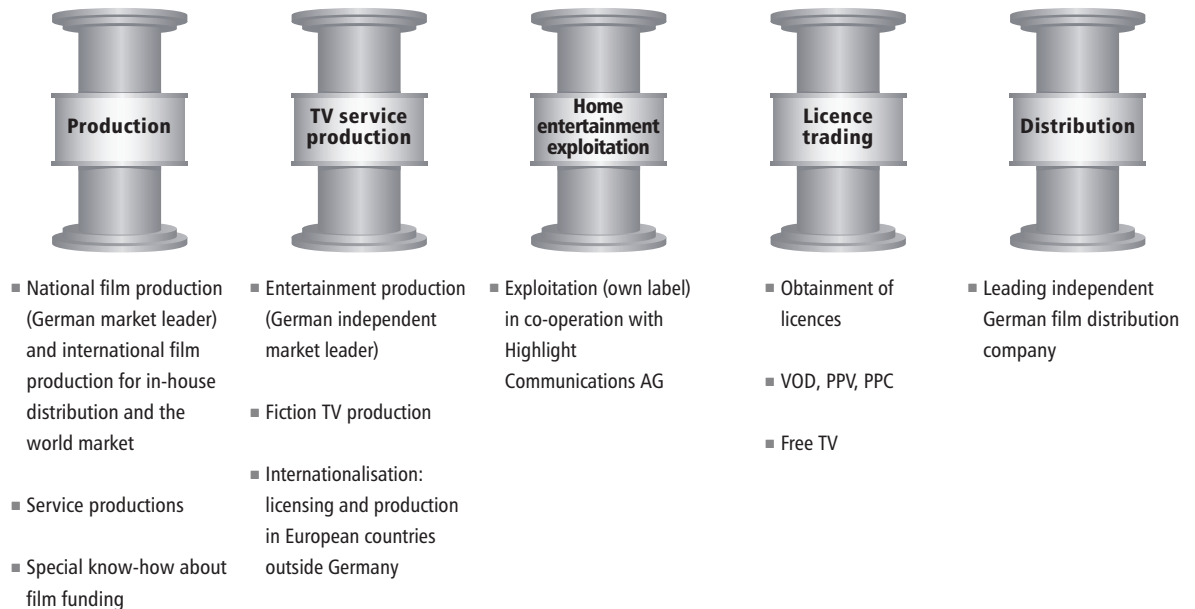 Production
TV service
production
Home
entertainment
exploitation
Licence
trading
Distribution
■ National film production
(German market leader)
and international film
production for in-house
distribution and the
world market
■ Service productions
■ Special know-how about
film funding
■ Entertainment production
(German independent
market leader)
■ Fiction TV production
■ Internationalisation:
licensing and production
in European countries
outside Germany
■ Exploitation (own label)
in co-operation with
Highlight
Communications AG
■ Obtainment of
licences
■ VOD, PPV, PPC
■ Free TV
■ Leading independent
German film distribution
company